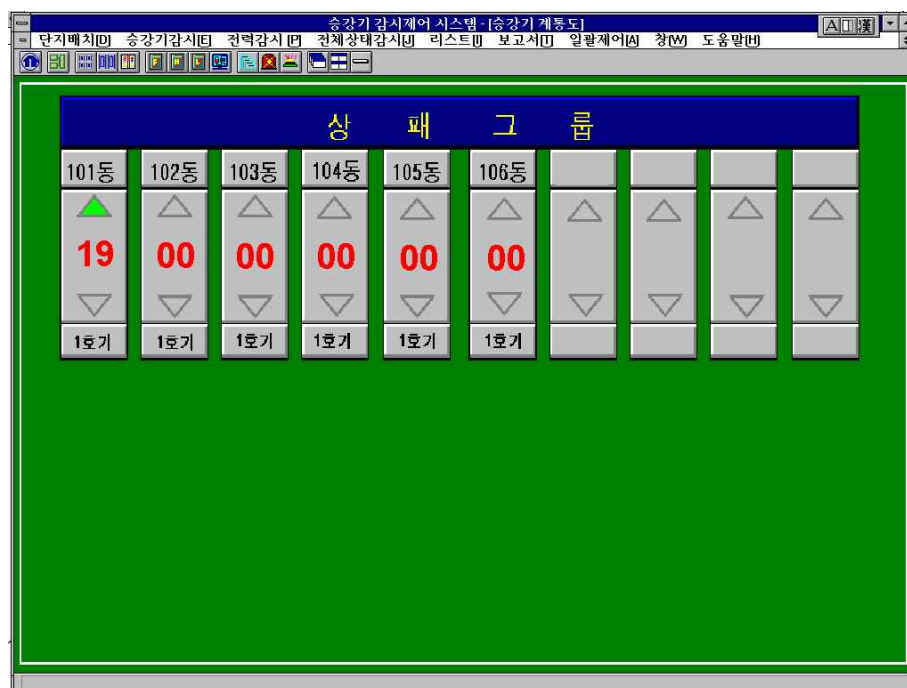 승강기 감시제어 시스템 - [승강기 계통도]
A 漢
단지배치[D] 승강기감시[E] 전력감시 [P] 전체상태감시[J] 리스트[I] 보고서[T] 일괄제어[A] 창[W] 도움말[H]
상 패 그 룹
101동 102동 103동 104동 105동 106동
19 00 00 00 00 00
1호기 1호기 1호기 1호기 1호기 1호기